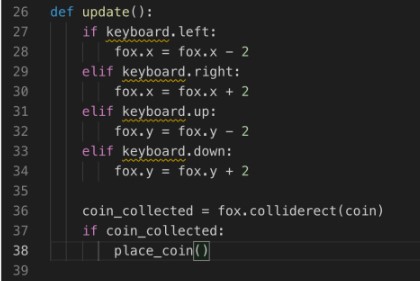 26 def update():
27     if keyboard.left:
28         fox.x = fox.x - 2
29     elif keyboard.right:
30         fox.x = fox.x + 2
31     elif keyboard.up:
32         fox.y = fox.y - 2
33     elif keyboard.down:
34         fox.y = fox.y + 2
35
36     coin_collected = fox.colliderect(coin)
37     if coin_collected:
38         place_coin()
39